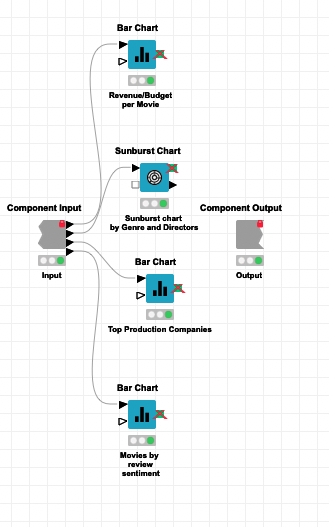 Bar Chart
Revenue/Budget
per Movie
Sunburst Chart
Sunburst chart
by Genre and Directors
Component Input
Input
Component Output
Output
Bar Chart
Top Production Companies
Bar Chart
Movies by
review
sentiment